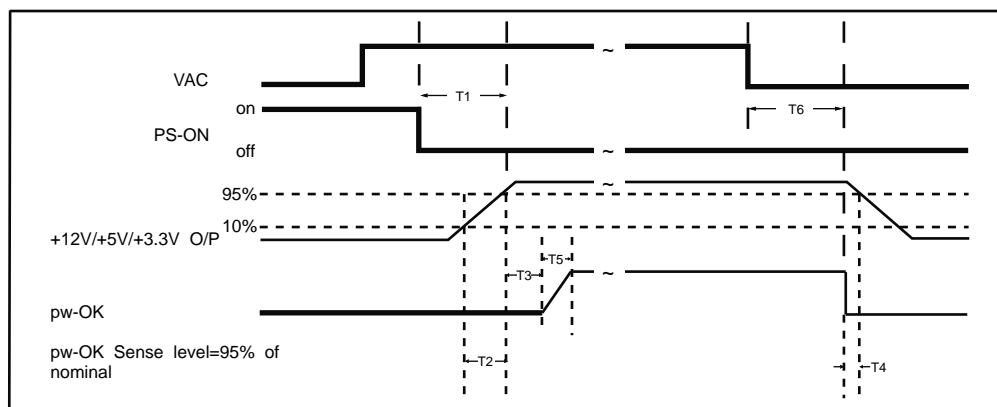 VAC
T1
T6
on
PS-ON
off
95%
10%
+12V/+5V/+3.3V O/P
T5
T3
pw-OK
pw-OK Sense level=95% of
nominal
T2
T4
~
~
~
~